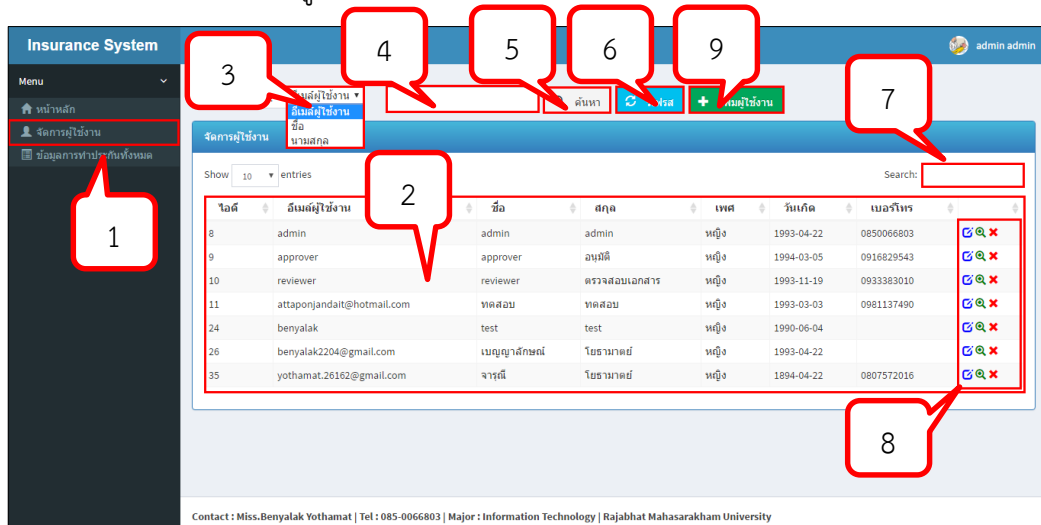 Insurance System
admin admin
Menu
หน้าหลัก
จัดการผู้ใช้งาน
ข้อมูลการทำประกันทั้งหมด
1
2
3
4
5
6
9
7
8
อีเมล์ผู้ใช้งาน
อีเมล์ผู้ใช้งาน
ชื่อ
นามสกุล
ค้นหา
จัดการผู้ใช้งาน
Show 10 entries
Search:
ไอดี อีเมล์ผู้ใช้งาน ชื่อ สกุล เพศ วันเกิด เบอร์โทร
8 admin admin admin หญิง 1993-04-22 0850066803
9 approver approver อนุมัติ หญิง 1994-03-05 0916829543
10 reviewer reviewer ตรวจสอบเอกสาร หญิง 1993-11-19 0933383010
11 attaponjandait@hotmail.com ทดสอบ ทดสอบ หญิง 1993-03-03 0981137490
24 benyalak test test หญิง 1990-06-04
26 benyalak2204@gmail.com เบญญาลักษณ์ โยธามาตย์ หญิง 1993-04-22
35 yothamat.26162@gmail.com จารุณี โยธามาตย์ หญิง 1894-04-22 0807572016
Contact : Miss.Benyalak Yothamat | Tel : 085-0066803 | Major : Information Technology | Rajabhat Mahasarakham University